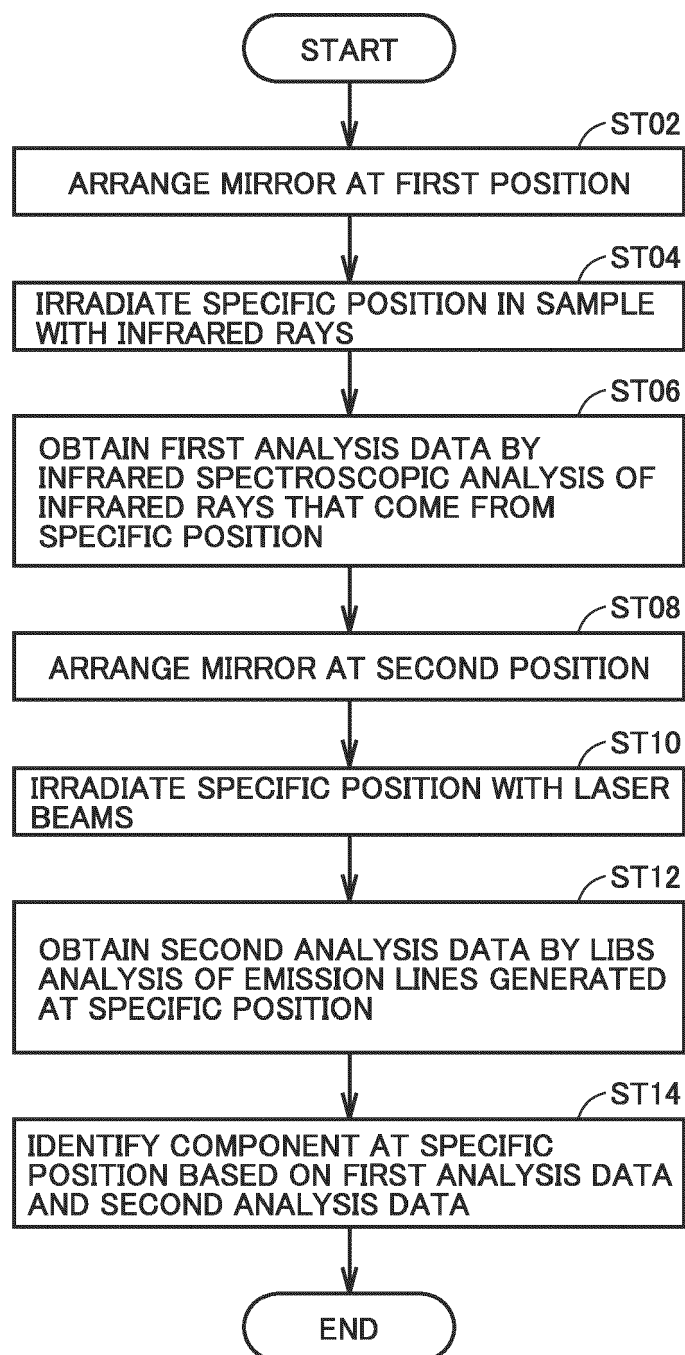 START
ST02
ARRANGE MIRROR AT FIRST POSITION
ST04
IRRADIATE SPECIFIC POSITION IN SAMPLE
WITH INFRARED RAYS
ST06
OBTAIN FIRST ANALYSIS DATA BY
INFRARED SPECTROSCOPIC ANALYSIS OF
INFRARED RAYS THAT COME FROM
SPECIFIC POSITION
ST08
ARRANGE MIRROR AT SECOND POSITION
ST10
IRRADIATE SPECIFIC POSITION WITH LASER
BEAMS
ST12
OBTAIN SECOND ANALYSIS DATA BY LIBS
ANALYSIS OF EMISSION LINES GENERATED
AT SPECIFIC POSITION
ST14
IDENTIFY COMPONENT AT SPECIFIC
POSITION BASED ON FIRST ANALYSIS DATA
AND SECOND ANALYSIS DATA
END